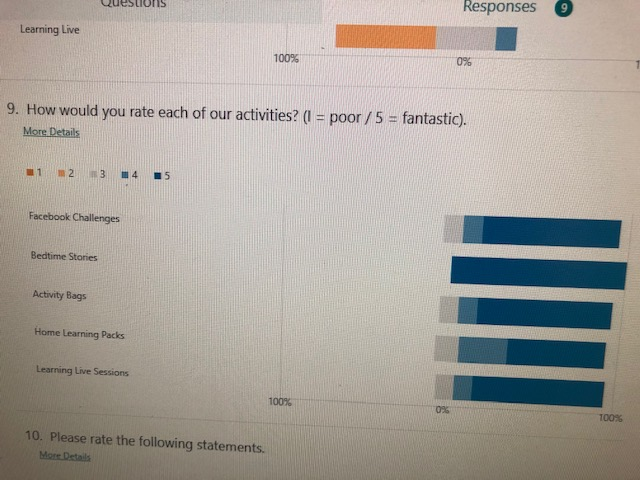 Questions
Responses 9
Learning Live
100%
0%
1
9. How would you rate each of our activities? (I = poor / 5 = fantastic).
More Details
1 2 3 4 5
Facebook Challenges
Bedtime Stories
Activity Bags
Home Learning Packs
Learning Live Sessions
100%
0%
100%
10. Please rate the following statements.
More Details